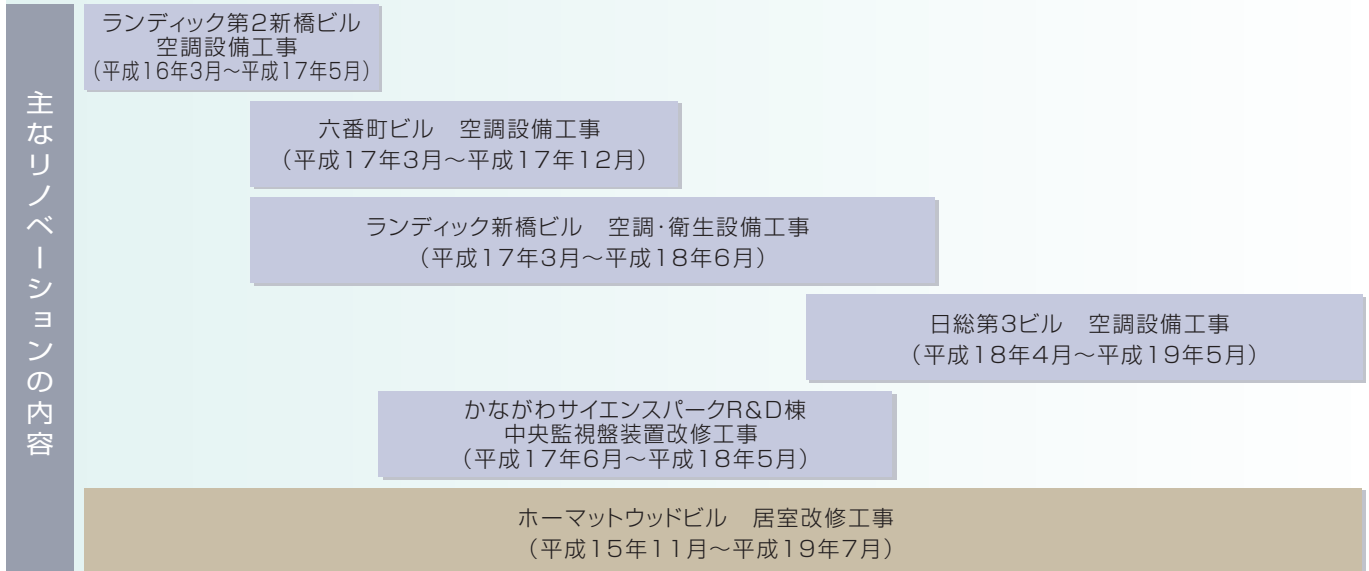 主なリノベーションの内容
ランディック第2新橋ビル
空調設備工事
（平成16年3月～平成17年5月）
六番町ビル　空調設備工事
（平成17年3月～平成17年12月）
ランディック新橋ビル　空調・衛生設備工事
（平成17年3月～平成18年6月）
日総第3ビル　空調設備工事
（平成18年4月～平成19年5月）
かながわサイエンスパークR&D棟
中央監視盤装置改修工事
（平成17年6月～平成18年5月）
ホーマットウッドビル　居室改修工事
（平成15年11月～平成19年7月）